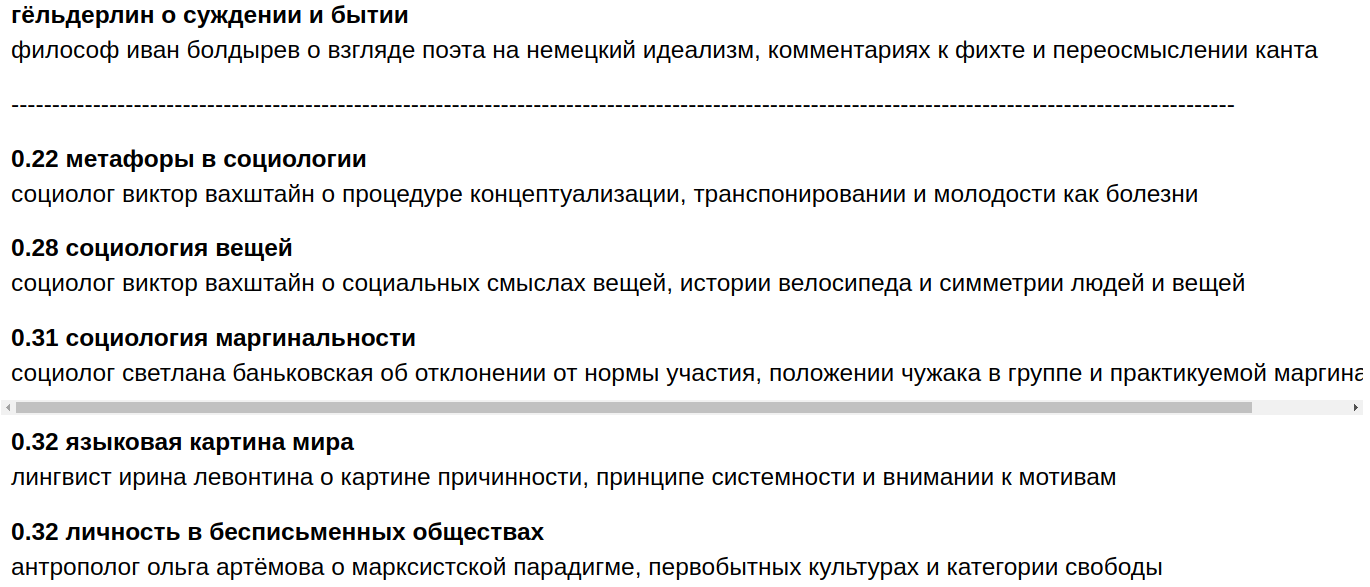 гёльдерлин о суждении и бытии
философ иван болдырев о взгляде поэта на немецкий идеализм, комментариях к фихте и переосмыслении канта
--------------------------------------------------------------------------------------------------------------------------------------------------------
0.22 метафоры в социологии
социолог виктор вахштайн о процедуре концептуализации, транспонировании и молодости как болезни
0.28 социология вещей
социолог виктор вахштайн о социальных смыслах вещей, истории велосипеда и симметрии людей и вещей
0.31 социология маргинальности
социолог светлана баньковская об отклонении от нормы участия, положении чужака в группе и практикуемой
0.32 языковая картина мира
лингвист ирина левонтина о картине причинности, принципе системности и внимании к мотивам
0.32 личность в бесписьменных обществах
антрополог ольга артёмова о марксистской парадигме, первобытных культурах и категории свободы